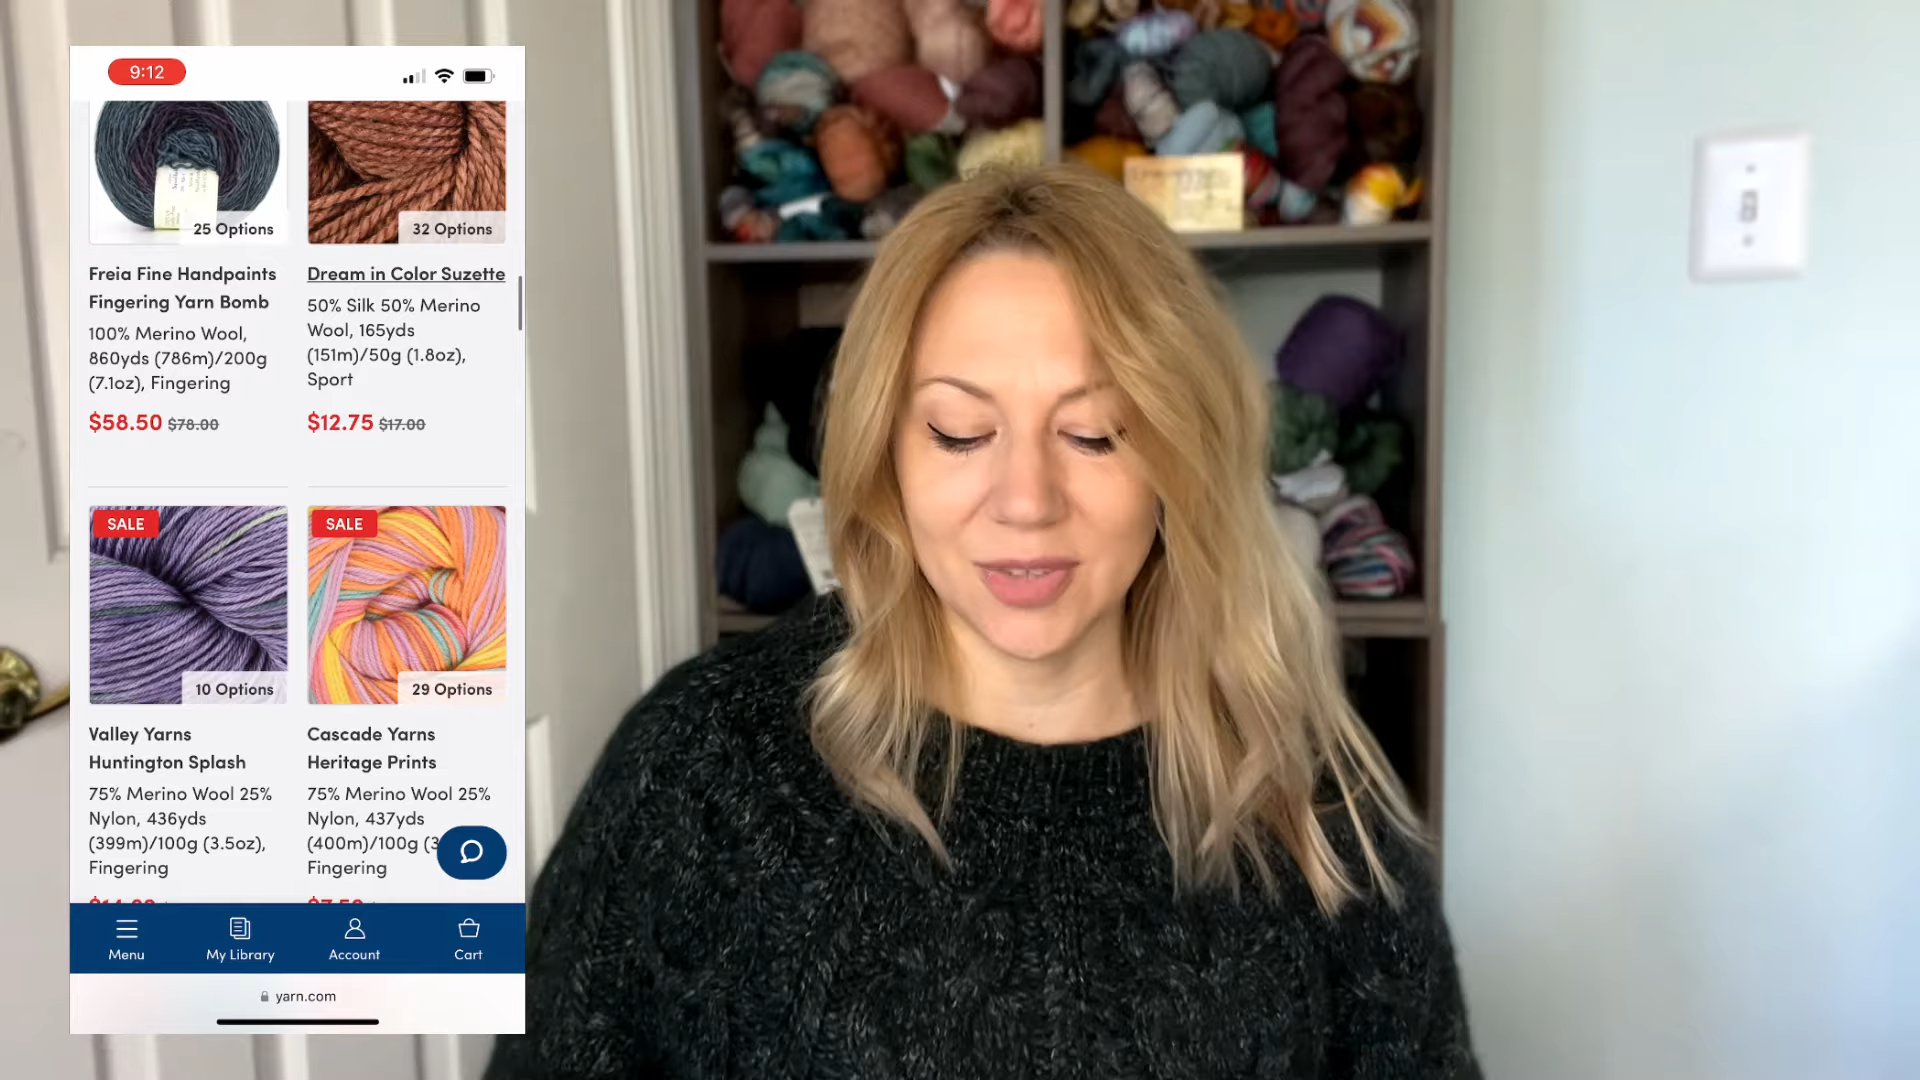 9:12
25 Options
32 Options
Freia Fine Handpaints
Fingering Yarn Bomb
100% Merino Wool,
860yds (786m)/200g
(7.1oz), Fingering
$58.50 $78.00
Dream in Color Suzette
50% Silk 50% Merino
Wool, 165yds
(151m)/50g (1.8oz),
Sport
$12.75 $17.00
SALE
SALE
10 Options
29 Options
Valley Yarns
Huntington Splash
75% Merino Wool 25%
Nylon, 436yds
(399m)/100g (3.5oz),
Fingering
Cascade Yarns
Heritage Prints
75% Merino Wool 25%
Nylon, 437yds
(400m)/100g (3
Fingering
Menu
My Library
Account
Cart
yarn.com